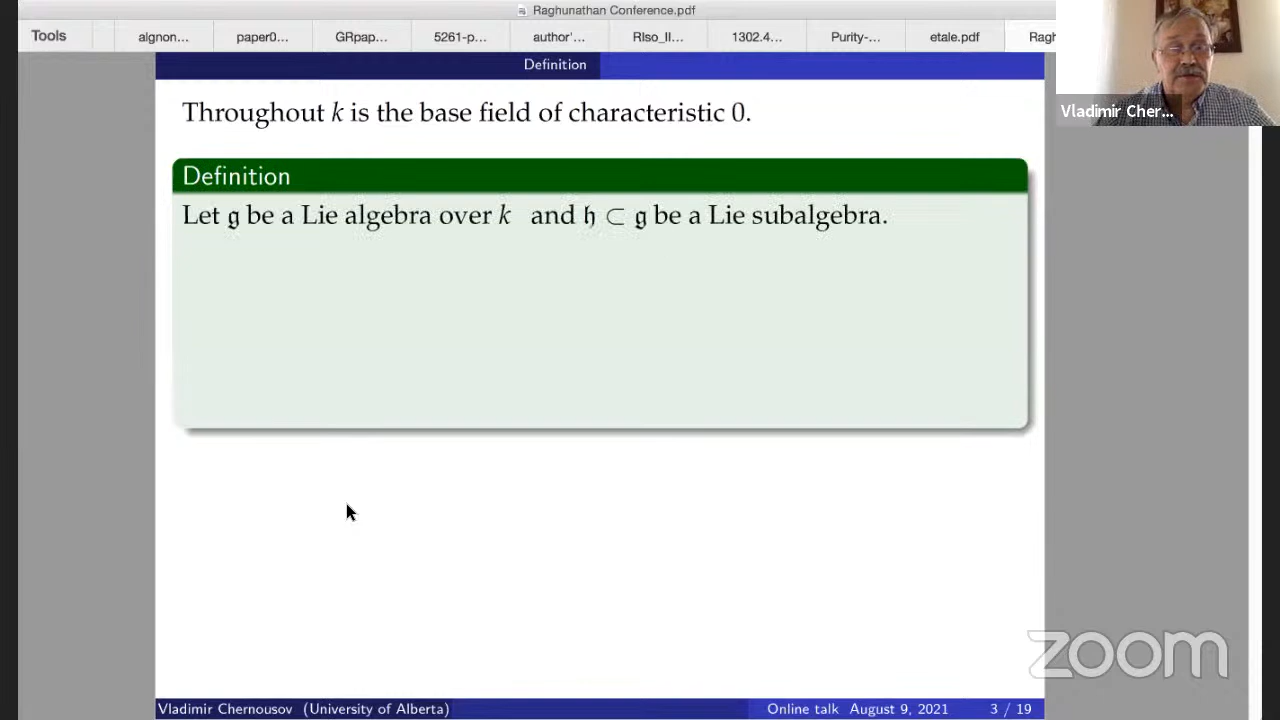 Raghunathan Conference.pdf
Tools algnon... paper0... GRpap... 5261-p... author'... RIso_II... 1302.4... Purity-... etale.pdf Ragh
Definition
Vladimir Cher...
Throughout k is the base field of characteristic 0.
Definition
Let 𝔤 be a Lie algebra over k and 𝔥 ⊂ 𝔤 be a Lie subalgebra.
zoom
Vladimir Chernousov (University of Alberta) Online talk August 9, 2021 3 / 19